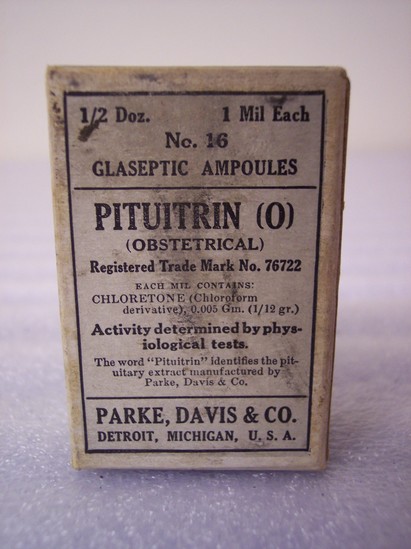 1/2 Doz. 1 Mil Each
No. 16
GLASEPTIC AMPOULES
PITUITRIN (O)
(OBSTETRICAL)
Registered Trade Mark No. 76722
EACH MIL CONTAINS:
CHLORETONE (Chloroform
derivative), 0.005 Gm. (1/12 gr.)
Activity determined by phys-
iological tests.
The word "Pituitrin" identifies the pit-
uitary extract manufactured by
Parke, Davis & Co.
PARKE, DAVIS & CO.
DETROIT, MICHIGAN, U. S. A.